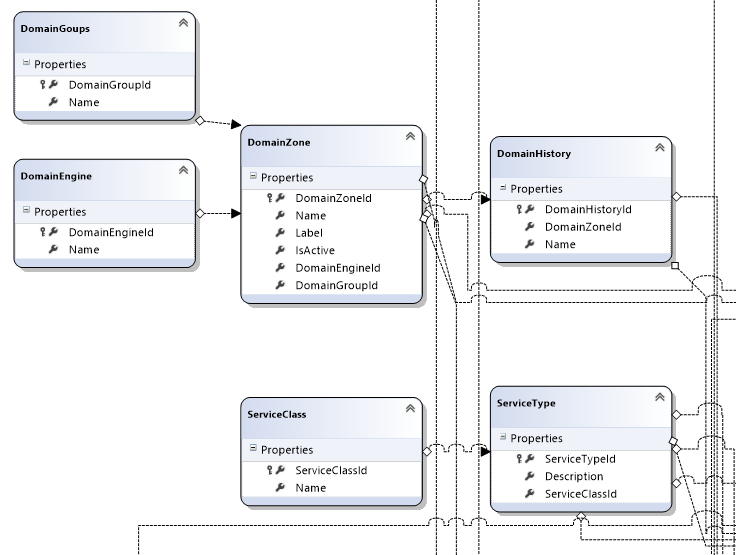 DomainGoups
Properties
DomainGroupId
Name
DomainEngine
Properties
DomainEngineId
Name
DomainZone
Properties
DomainZoneId
Name
Label
IsActive
DomainEngineId
DomainGroupId
DomainHistory
Properties
DomainHistoryId
DomainZoneId
Name
ServiceClass
Properties
ServiceClassId
Name
ServiceType
Properties
ServiceTypeId
Description
ServiceClassId